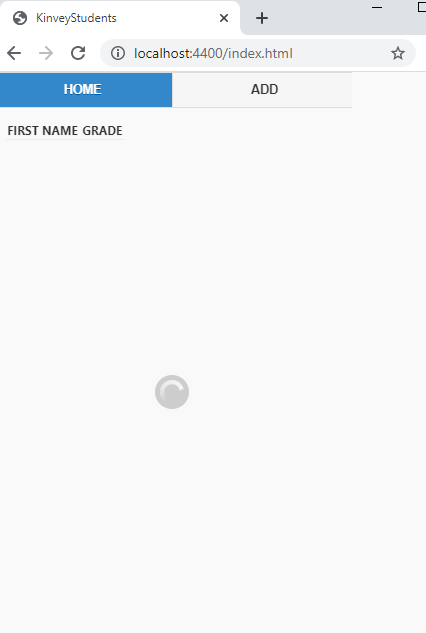 KinveyStudents
localhost:4400/index.html
HOME ADD
FIRST NAME GRADE